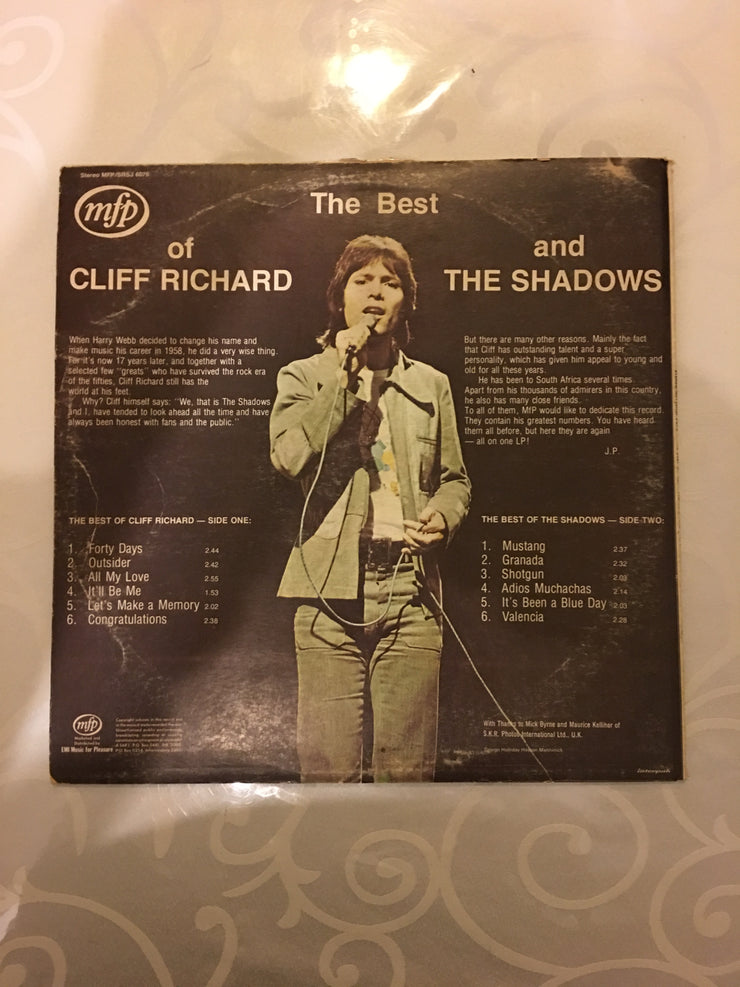 Stereo MFP/SRSJ 6076
mfp
The Best
of
CLIFF RICHARD
and
THE SHADOWS
When Harry Webb decided to change his name and
make music his career in 1958, he did a very wise thing.
For it's now 17 years later, and together with a
selected few "greats" who have survived the rock era
of the fifties, Cliff Richard still has the
world at his feet.
Why? Cliff himself says: "We, that is The Shadows
and I, have tended to look ahead all the time and have
always been honest with fans and the public."
But there are many other reasons. Mainly the fact
that Cliff has outstanding talent and a super
personality, which has given him appeal to young and
old for all these years.
He has been to South Africa several times.
Apart from his thousands of admirers in this country,
he also has many close friends.
To all of them, MfP would like to dedicate this record.
They contain his greatest numbers. You have heard
them all before, but here they are again
— all on one LP!
J.P.
THE BEST OF CLIFF RICHARD — SIDE ONE:
1. Forty Days 2.44
2. Outsider 2.42
3. All My Love 2.55
4. It'll Be Me 1.53
5. Let's Make a Memory 2.02
6. Congratulations 2.38
THE BEST OF THE SHADOWS — SIDE TWO:
1. Mustang 2.37
2. Granada 2.32
3. Shotgun 2.03
4. Adios Muchachas 2.14
5. It's Been a Blue Day 2.03
6. Valencia 2.28
mfp
Marketed and
Distributed by
EMI Music for Pleasure
With Thanks to Mick Byrne and Maurice Kelliher of
S.K.R. Photos International Ltd., U.K.